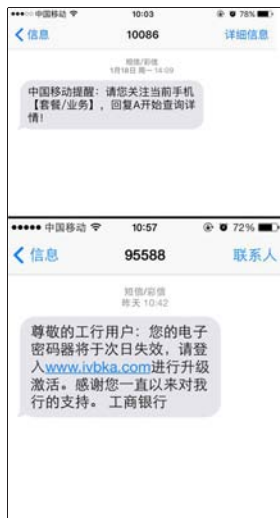 中国移动 10:03 78%
信息 10086 详细信息
短信/彩信
1月18日 周一 14:09
中国移动提醒：请您关注当前手机
【套餐/业务】，回复A开始查询详
情！
中国移动 10:57 72%
信息 95588 联系人
短信/彩信
昨天 10:42
尊敬的工行用户：您的电子
密码器将于次日失效，请登
入www.ivbka.com进行升级
激活。感谢您一直以来对我
行的支持。 工商银行